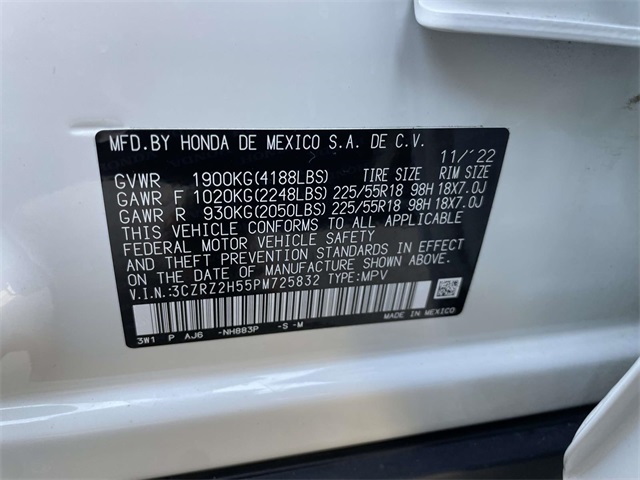 MFD.BY HONDA DE MEXICO S.A. DE C.V.
11/'22
GVWR 1900KG(4188LBS) TIRE SIZE RIM SIZE
GAWR F 1020KG(2248LBS) 225/55R18 98H 18X7.0J
GAWR R 930KG(2050LBS) 225/55R18 98H 18X7.0J
THIS VEHICLE CONFORMS TO ALL APPLICABLE
FEDERAL MOTOR VEHICLE SAFETY
AND THEFT PREVENTION STANDARDS IN EFFECT
ON THE DATE OF MANUFACTURE SHOWN ABOVE.
V.I.N.:3CZRZ2H55PM725832 TYPE:MPV
3W1 P AJ6 -NH883P -S -M MADE IN MEXICO